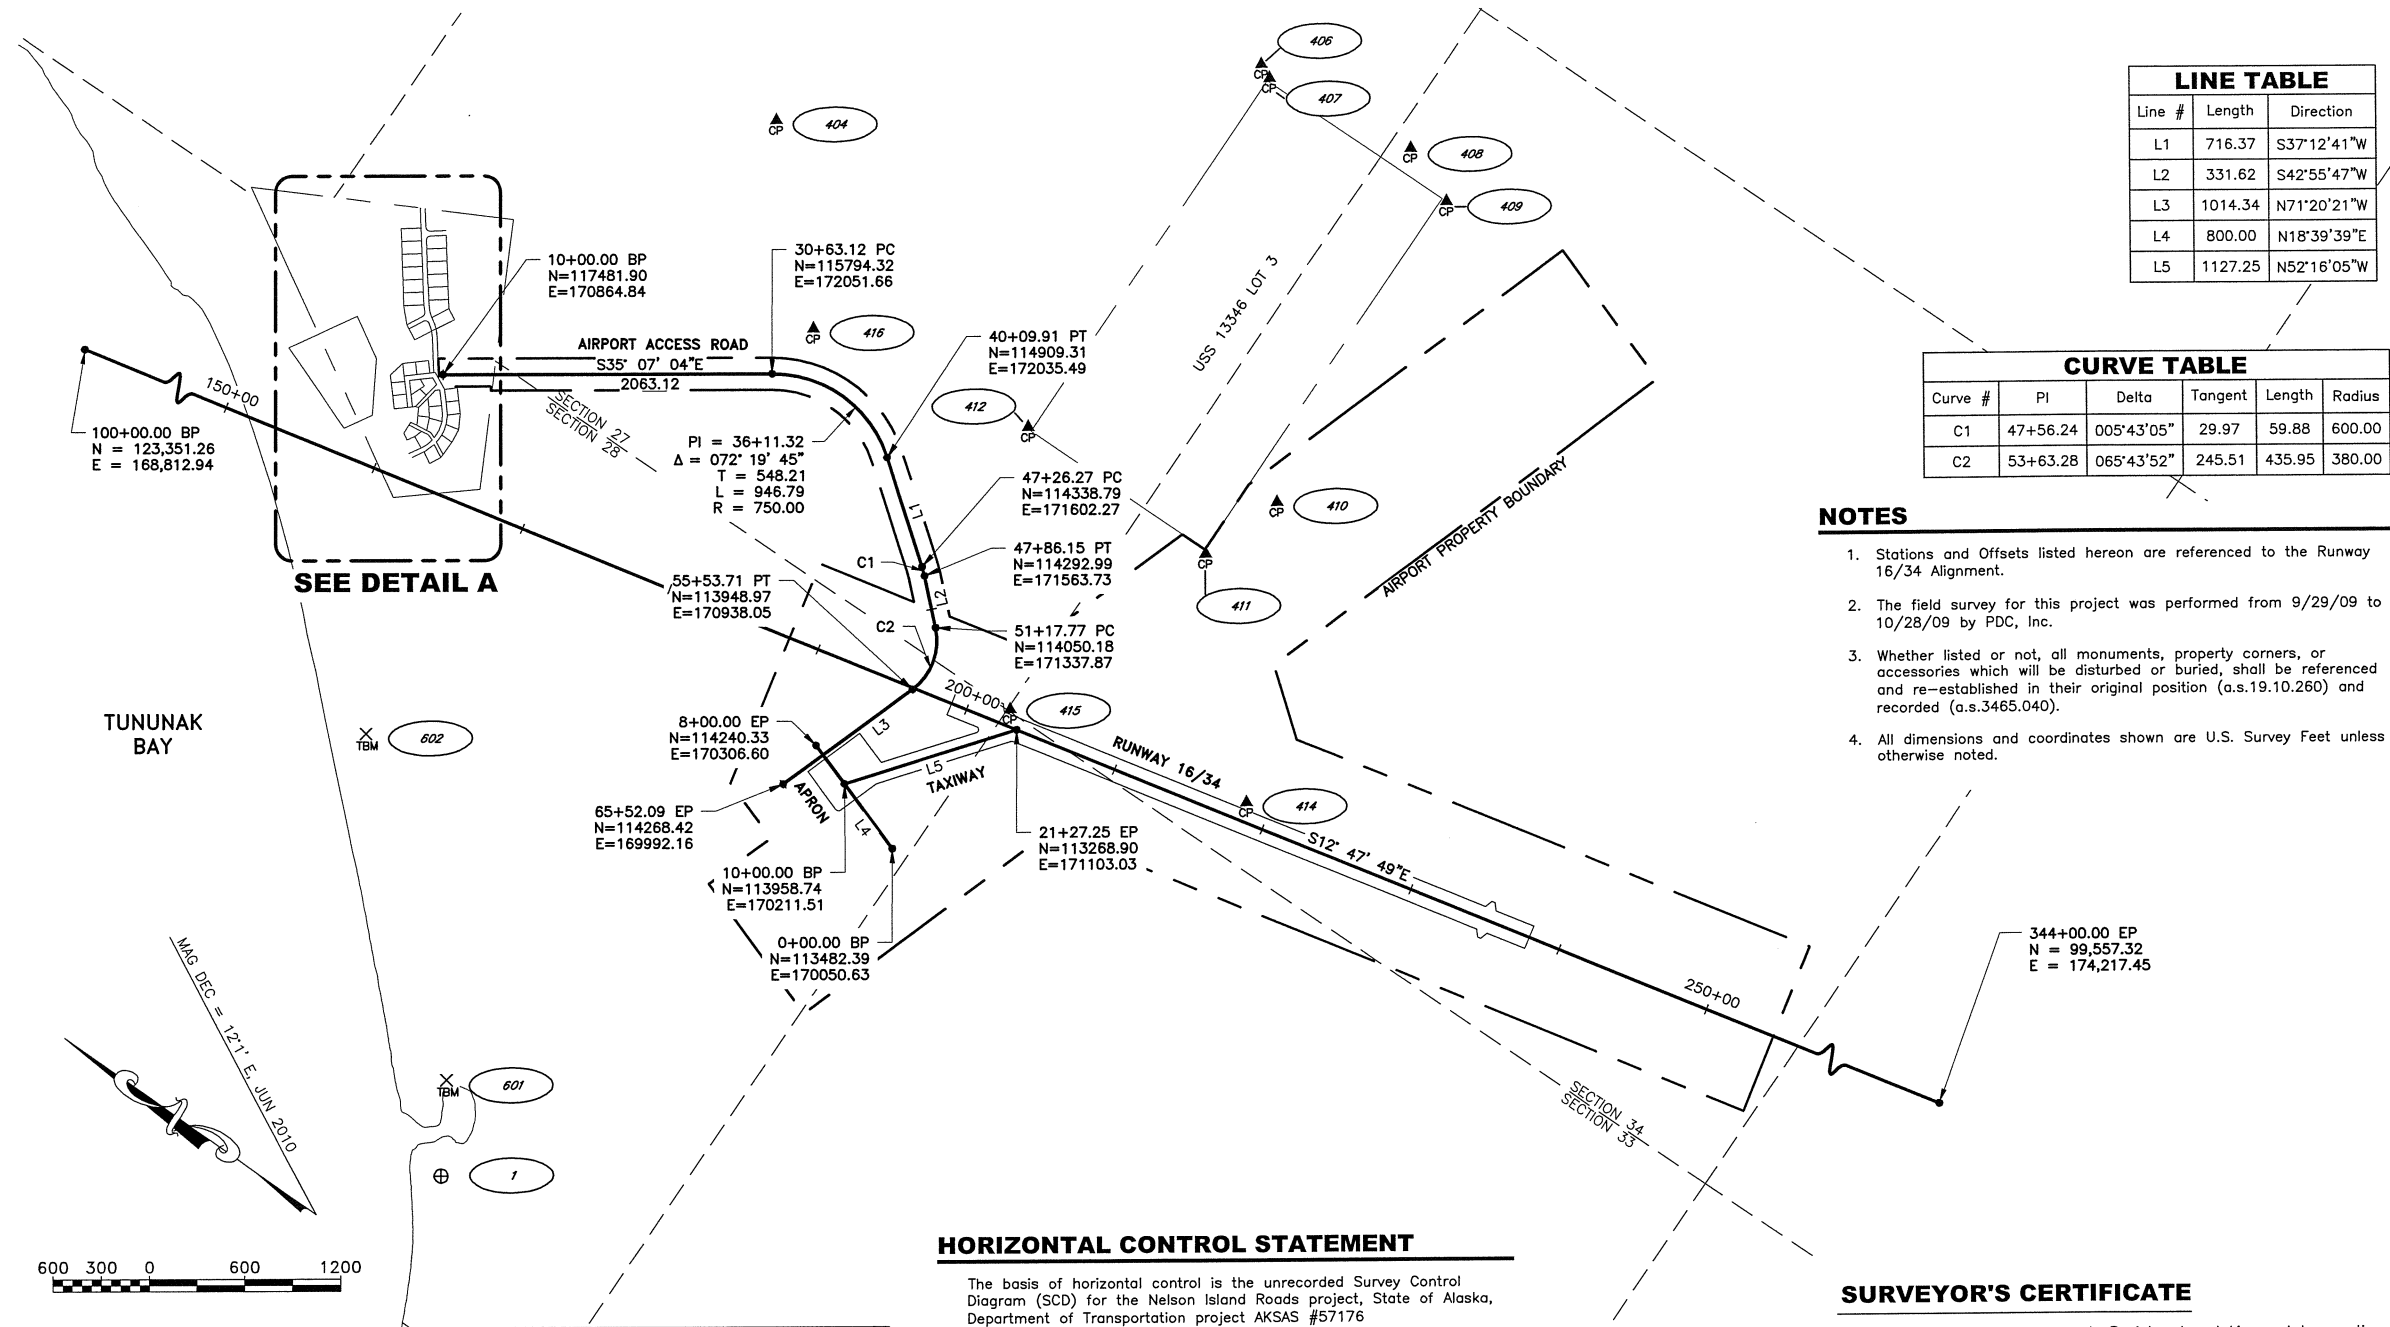 406
407
404
408
409
LINE TABLE
Line # Length Direction
L1 716.37 S37°12'41"W
L2 331.62 S42°55'47"W
L3 1014.34 N71°20'21"W
L4 800.00 N18°39'39"E
L5 1127.25 N52°16'05"W
10+00.00 BP
N=117481.90
E=170864.84
30+63.12 PC
N=115794.32
E=172051.66
416
AIRPORT ACCESS ROAD
S35° 07' 04"E
2063.12
40+09.91 PT
N=114909.31
E=172035.49
USS 13346 LOT 3
CURVE TABLE
Curve # PI Delta Tangent Length Radius
C1 47+56.24 005°43'05" 29.97 59.88 600.00
C2 53+63.28 065°43'52" 245.51 435.95 380.00
150+00
100+00.00 BP
N = 123,351.26
E = 168,812.94
SECTION 27
SECTION 28
412
PI = 36+11.32
Δ = 072° 19' 45"
T = 548.21
L = 946.79
R = 750.00
47+26.27 PC
N=114338.79
E=171602.27
410
AIRPORT PROPERTY BOUNDARY
L1
C1
47+86.15 PT
N=114292.99
E=171563.73
SEE DETAIL A
55+53.71 PT
N=113948.97
E=170938.05
L2
C2
411
51+17.77 PC
N=114050.18
E=171337.87
NOTES
1. Stations and Offsets listed hereon are referenced to the Runway
16/34 Alignment.
2. The field survey for this project was performed from 9/29/09 to
10/28/09 by PDC, Inc.
3. Whether listed or not, all monuments, property corners, or
accessories which will be disturbed or buried, shall be referenced
and re-established in their original position (a.s.19.10.260) and
recorded (a.s.3465.040).
4. All dimensions and coordinates shown are U.S. Survey Feet unless
otherwise noted.
TUNUNAK
BAY
TBM
602
200+00
415
8+00.00 EP
N=114240.33
E=170306.60
L3
L5
TAXIWAY
RUNWAY 16/34
APRON
L4
414
65+52.09 EP
N=114268.42
E=169992.16
21+27.25 EP
N=113268.90
E=171103.03
S12° 47' 49"E
10+00.00 BP
N=113958.74
E=170211.51
0+00.00 BP
N=113482.39
E=170050.63
344+00.00 EP
N = 99,557.32
E = 174,217.45
250+00
MAG DEC = 12°1' E, JUN 2010
TBM
601
SECTION 34
SECTION 33
1
CP
CP
CP
CP
CP
CP
CP
CP
CP
CP
CP
600 300 0 600 1200
HORIZONTAL CONTROL STATEMENT
The basis of horizontal control is the unrecorded Survey Control
Diagram (SCD) for the Nelson Island Roads project, State of Alaska,
Department of Transportation project AKSAS #57176
SURVEYOR'S CERTIFICATE